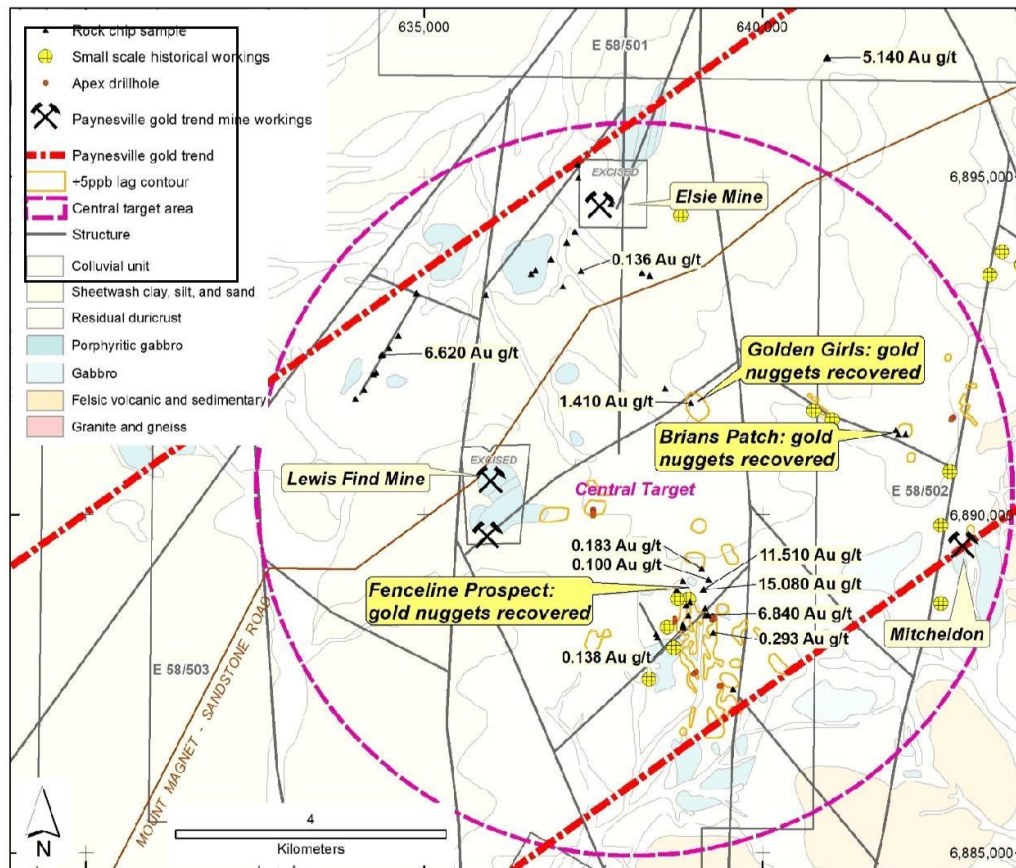 Rock chip sample
Small scale historical workings
Apex drillhole
Paynesville gold trend mine workings
Paynesville gold trend
+5ppb lag contour
Central target area
Structure
Colluvial unit
Sheetwash clay, silt, and sand
Residual duricrust
Porphyritic gabbro
Gabbro
Felsic volcanic and sedimentary
Granite and gneiss
635,000
640,000
E 58/501
5.140 Au g/t
6,895,000
EXCISED
Elsie Mine
0.136 Au g/t
6.620 Au g/t
Golden Girls: gold
nuggets recovered
1.410 Au g/t
Brians Patch: gold
nuggets recovered
EXCISED
Lewis Find Mine
Central Target
E 58/502
6,890,000
0.183 Au g/t
0.100 Au g/t
11.510 Au g/t
15.080 Au g/t
Fenceline Prospect:
gold nuggets recovered
6.840 Au g/t
0.293 Au g/t
0.138 Au g/t
Mitcheldon
E 58/503
MOUNT MAGNET - SANDSTONE ROAD
N
4
Kilometers
6,885,000